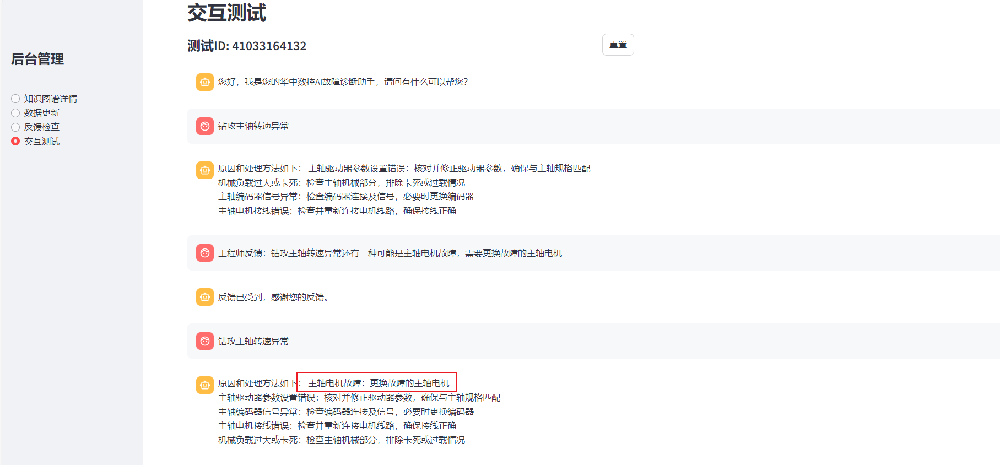 交互测试
测试ID: 41033164132
重置
后台管理
知识图谱详情
数据更新
反馈检查
交互测试
您好，我是您的华中数控AI故障诊断助手，请问有什么可以帮您？
钻攻主轴转速异常
原因和处理方法如下： 主轴驱动器参数设置错误：核对并修正驱动器参数，确保与主轴规格匹配
机械负载过大或卡死：检查主轴机械部分，排除卡死或过载情况
主轴编码器信号异常：检查编码器连接及信号，必要时更换编码器
主轴电机接线错误：检查并重新连接电机线路，确保接线正确
工程师反馈：钻攻主轴转速异常还有一种可能是主轴电机故障，需要更换故障的主轴电机
反馈已受到，感谢您的反馈。
钻攻主轴转速异常
原因和处理方法如下： 主轴电机故障：更换故障的主轴电机
主轴驱动器参数设置错误：核对并修正驱动器参数，确保与主轴规格匹配
主轴编码器信号异常：检查编码器连接及信号，必要时更换编码器
主轴电机接线错误：检查并重新连接电机线路，确保接线正确
机械负载过大或卡死：检查主轴机械部分，排除卡死或过载情况